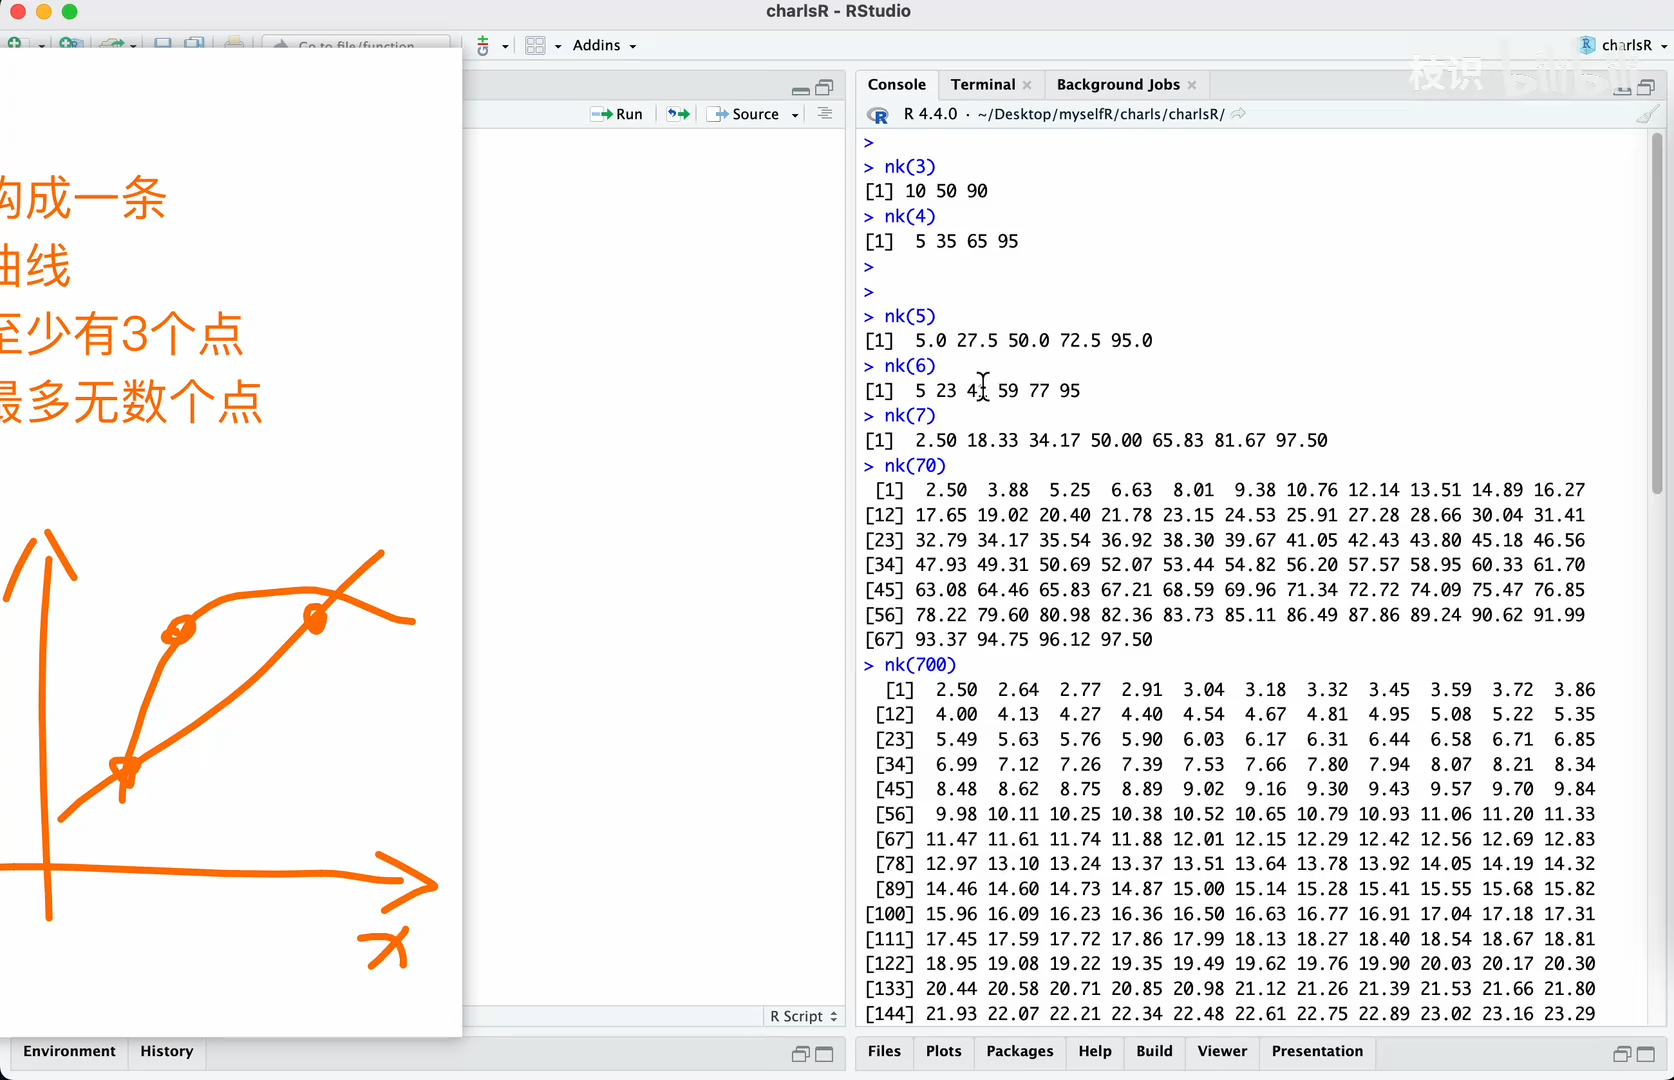 charlsR - RStudio
Go to file/function
Addins
charlsR
枝识 bilibili
构成一条
曲线
至少有3个点
最多无数个点
x
Run
Source
R Script
Environment
History
Console
Terminal
Background Jobs
R 4.4.0 · ~/Desktop/myselfR/charls/charlsR/
>
> nk(3)
[1] 10 50 90
> nk(4)
[1]  5 35 65 95
>
>
> nk(5)
[1]  5.0 27.5 50.0 72.5 95.0
> nk(6)
[1]  5 23 41 59 77 95
> nk(7)
[1]  2.50 18.33 34.17 50.00 65.83 81.67 97.50
> nk(70)
[1]  2.50  3.88  5.25  6.63  8.01  9.38 10.76 12.14 13.51 14.89 16.27
[12] 17.65 19.02 20.40 21.78 23.15 24.53 25.91 27.28 28.66 30.04 31.41
[23] 32.79 34.17 35.54 36.92 38.30 39.67 41.05 42.43 43.80 45.18 46.56
[34] 47.93 49.31 50.69 52.07 53.44 54.82 56.20 57.57 58.95 60.33 61.70
[45] 63.08 64.46 65.83 67.21 68.59 69.96 71.34 72.72 74.09 75.47 76.85
[56] 78.22 79.60 80.98 82.36 83.73 85.11 86.49 87.86 89.24 90.62 91.99
[67] 93.37 94.75 96.12 97.50
> nk(700)
[1]  2.50  2.64  2.77  2.91  3.04  3.18  3.32  3.45  3.59  3.72  3.86
[12]  4.00  4.13  4.27  4.40  4.54  4.67  4.81  4.95  5.08  5.22  5.35
[23]  5.49  5.63  5.76  5.90  6.03  6.17  6.31  6.44  6.58  6.71  6.85
[34]  6.99  7.12  7.26  7.39  7.53  7.66  7.80  7.94  8.07  8.21  8.34
[45]  8.48  8.62  8.75  8.89  9.02  9.16  9.30  9.43  9.57  9.70  9.84
[56]  9.98 10.11 10.25 10.38 10.52 10.65 10.79 10.93 11.06 11.20 11.33
[67] 11.47 11.61 11.74 11.88 12.01 12.15 12.29 12.42 12.56 12.69 12.83
[78] 12.97 13.10 13.24 13.37 13.51 13.64 13.78 13.92 14.05 14.19 14.32
[89] 14.46 14.60 14.73 14.87 15.00 15.14 15.28 15.41 15.55 15.68 15.82
[100] 15.96 16.09 16.23 16.36 16.50 16.63 16.77 16.91 17.04 17.18 17.31
[111] 17.45 17.59 17.72 17.86 17.99 18.13 18.27 18.40 18.54 18.67 18.81
[122] 18.95 19.08 19.22 19.35 19.49 19.62 19.76 19.90 20.03 20.17 20.30
[133] 20.44 20.58 20.71 20.85 20.98 21.12 21.26 21.39 21.53 21.66 21.80
[144] 21.93 22.07 22.21 22.34 22.48 22.61 22.75 22.89 23.02 23.16 23.29
Files
Plots
Packages
Help
Build
Viewer
Presentation